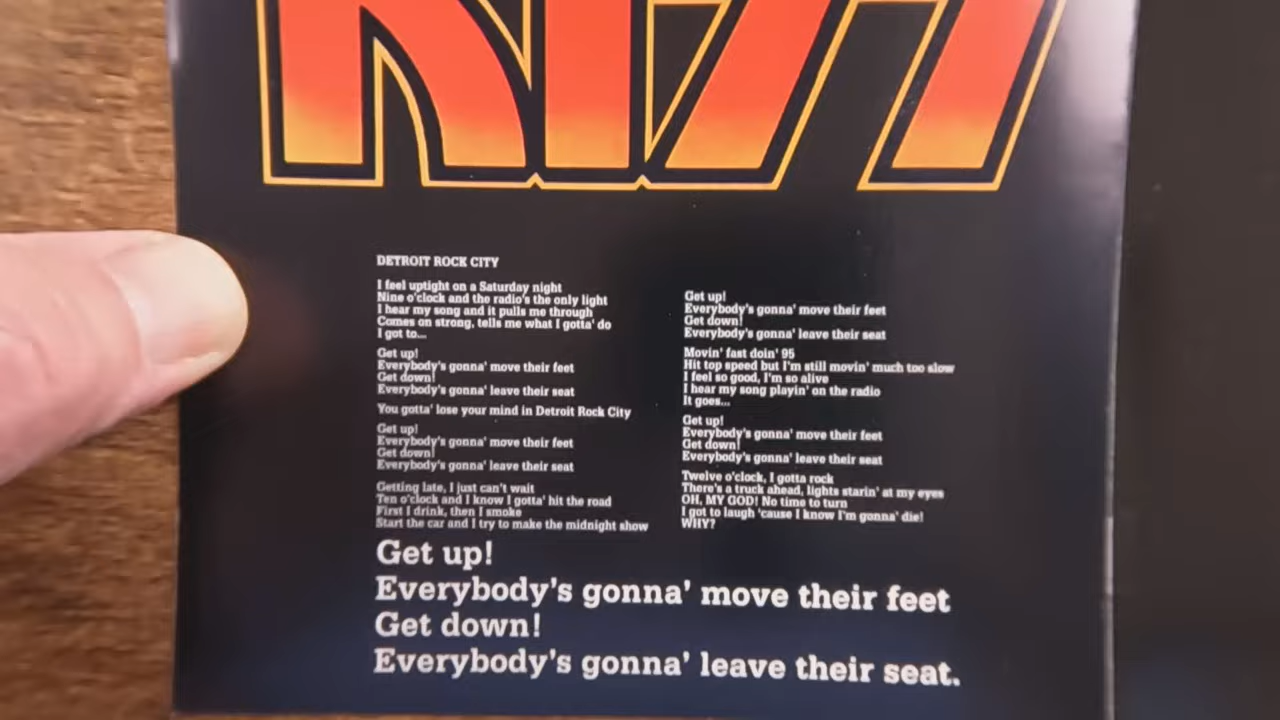 KISS
DETROIT ROCK CITY
I feel uptight on a Saturday night
Nine o'clock and the radio's the only light
I hear my song and it pulls me through
Comes on strong, tells me what I gotta' do
I got to...
Get up!
Everybody's gonna' move their feet
Get down!
Everybody's gonna' leave their seat
You gotta' lose your mind in Detroit Rock City
Get up!
Everybody's gonna' move their feet
Get down!
Everybody's gonna' leave their seat
Getting late, I just can't wait
Ten o'clock and I know I gotta' hit the road
First I drink, then I smoke
Start the car and I try to make the midnight show
Get up!
Everybody's gonna' move their feet
Get down!
Everybody's gonna' leave their seat
Movin' fast doin' 95
Hit top speed but I'm still movin' much too slow
I feel so good, I'm so alive
I hear my song playin' on the radio
It goes...
Get up!
Everybody's gonna' move their feet
Get down!
Everybody's gonna' leave their seat
Twelve o'clock, I gotta rock
There's a truck ahead, lights starin' at my eyes
OH, MY GOD! No time to turn
I got to laugh 'cause I know I'm gonna' die!
WHY?
Get up!
Everybody's gonna' move their feet
Get down!
Everybody's gonna' leave their seat.